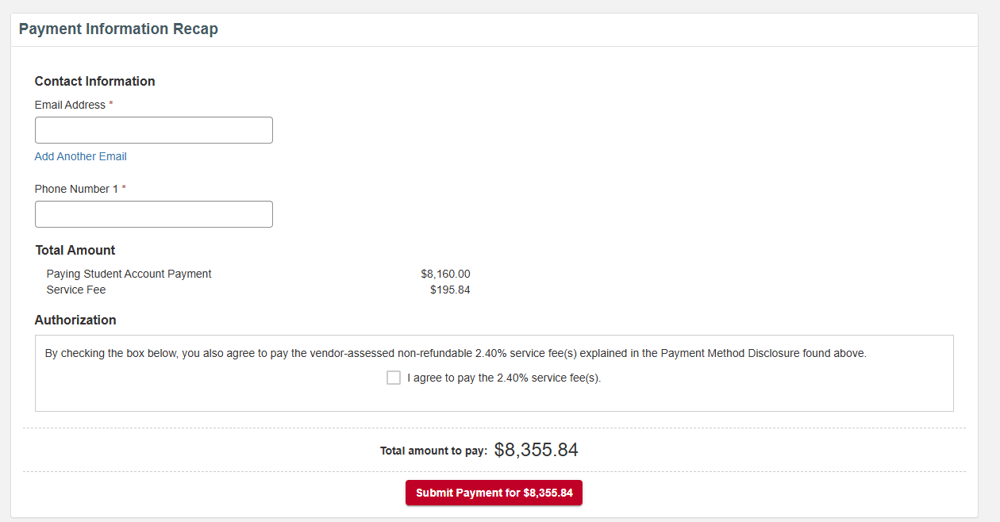 Payment Information Recap
Contact Information
Email Address *
Add Another Email
Phone Number 1 *
Total Amount
Paying Student Account Payment $8,160.00
Service Fee $195.84
Authorization
By checking the box below, you also agree to pay the vendor-assessed non-refundable 2.40% service fee(s) explained in the Payment Method Disclosure found above.
I agree to pay the 2.40% service fee(s).
Total amount to pay: $8,355.84
Submit Payment for $8,355.84